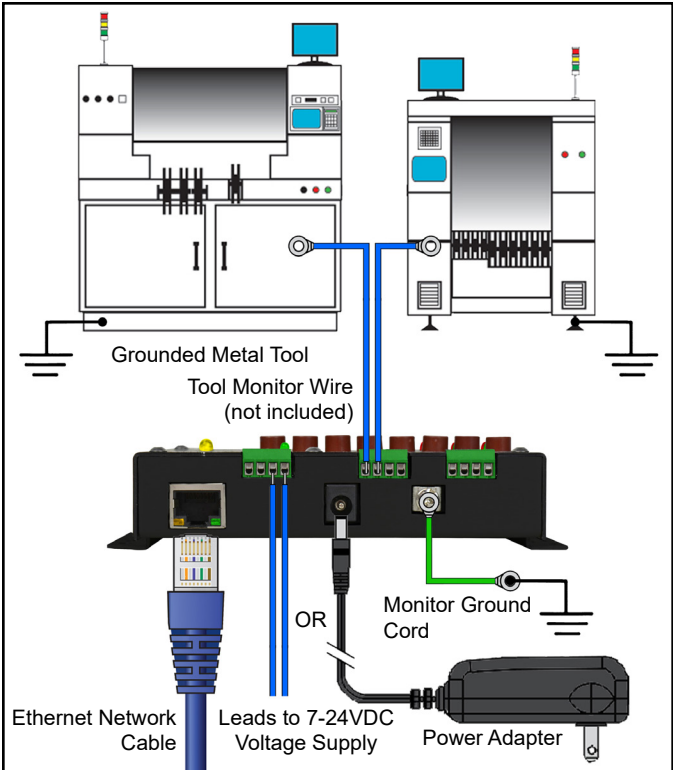 Grounded Metal Tool
Tool Monitor Wire
(not included)
OR
Monitor Ground
Cord
Ethernet Network
Cable
Leads to 7-24VDC
Voltage Supply
Power Adapter